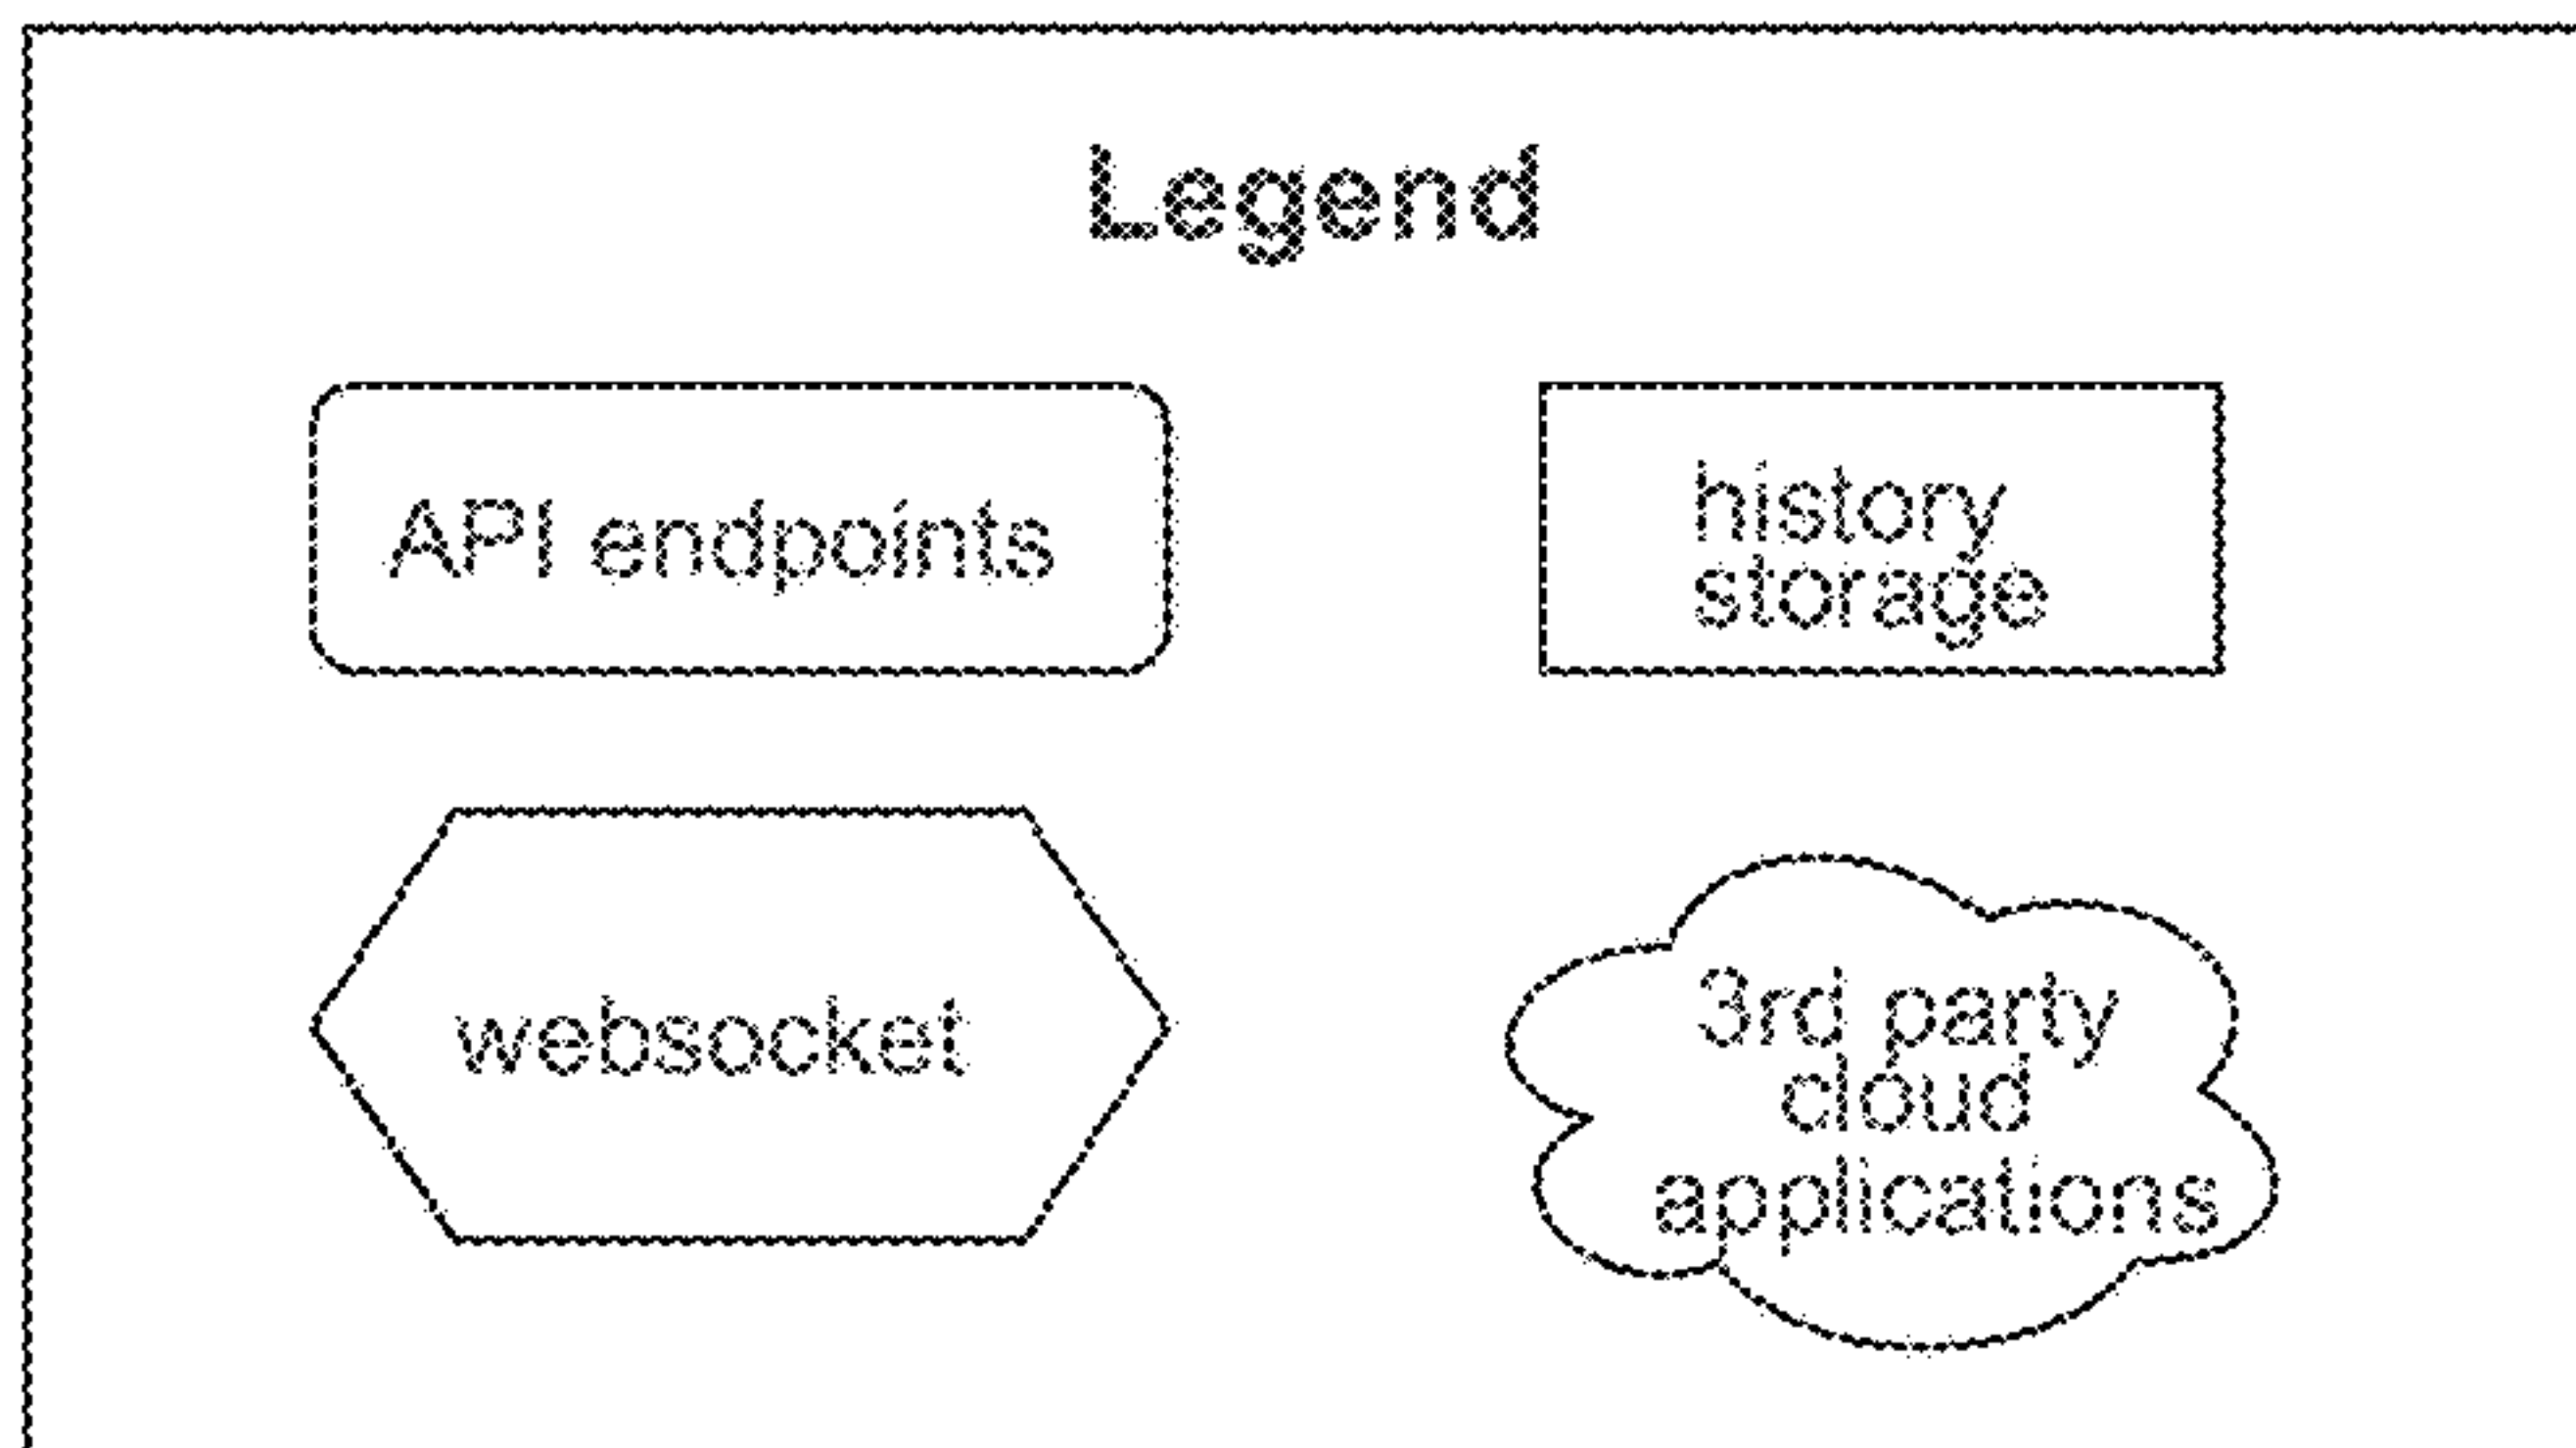 Legend
API endpoints
history
storage
websocket
3rd party
cloud
applications